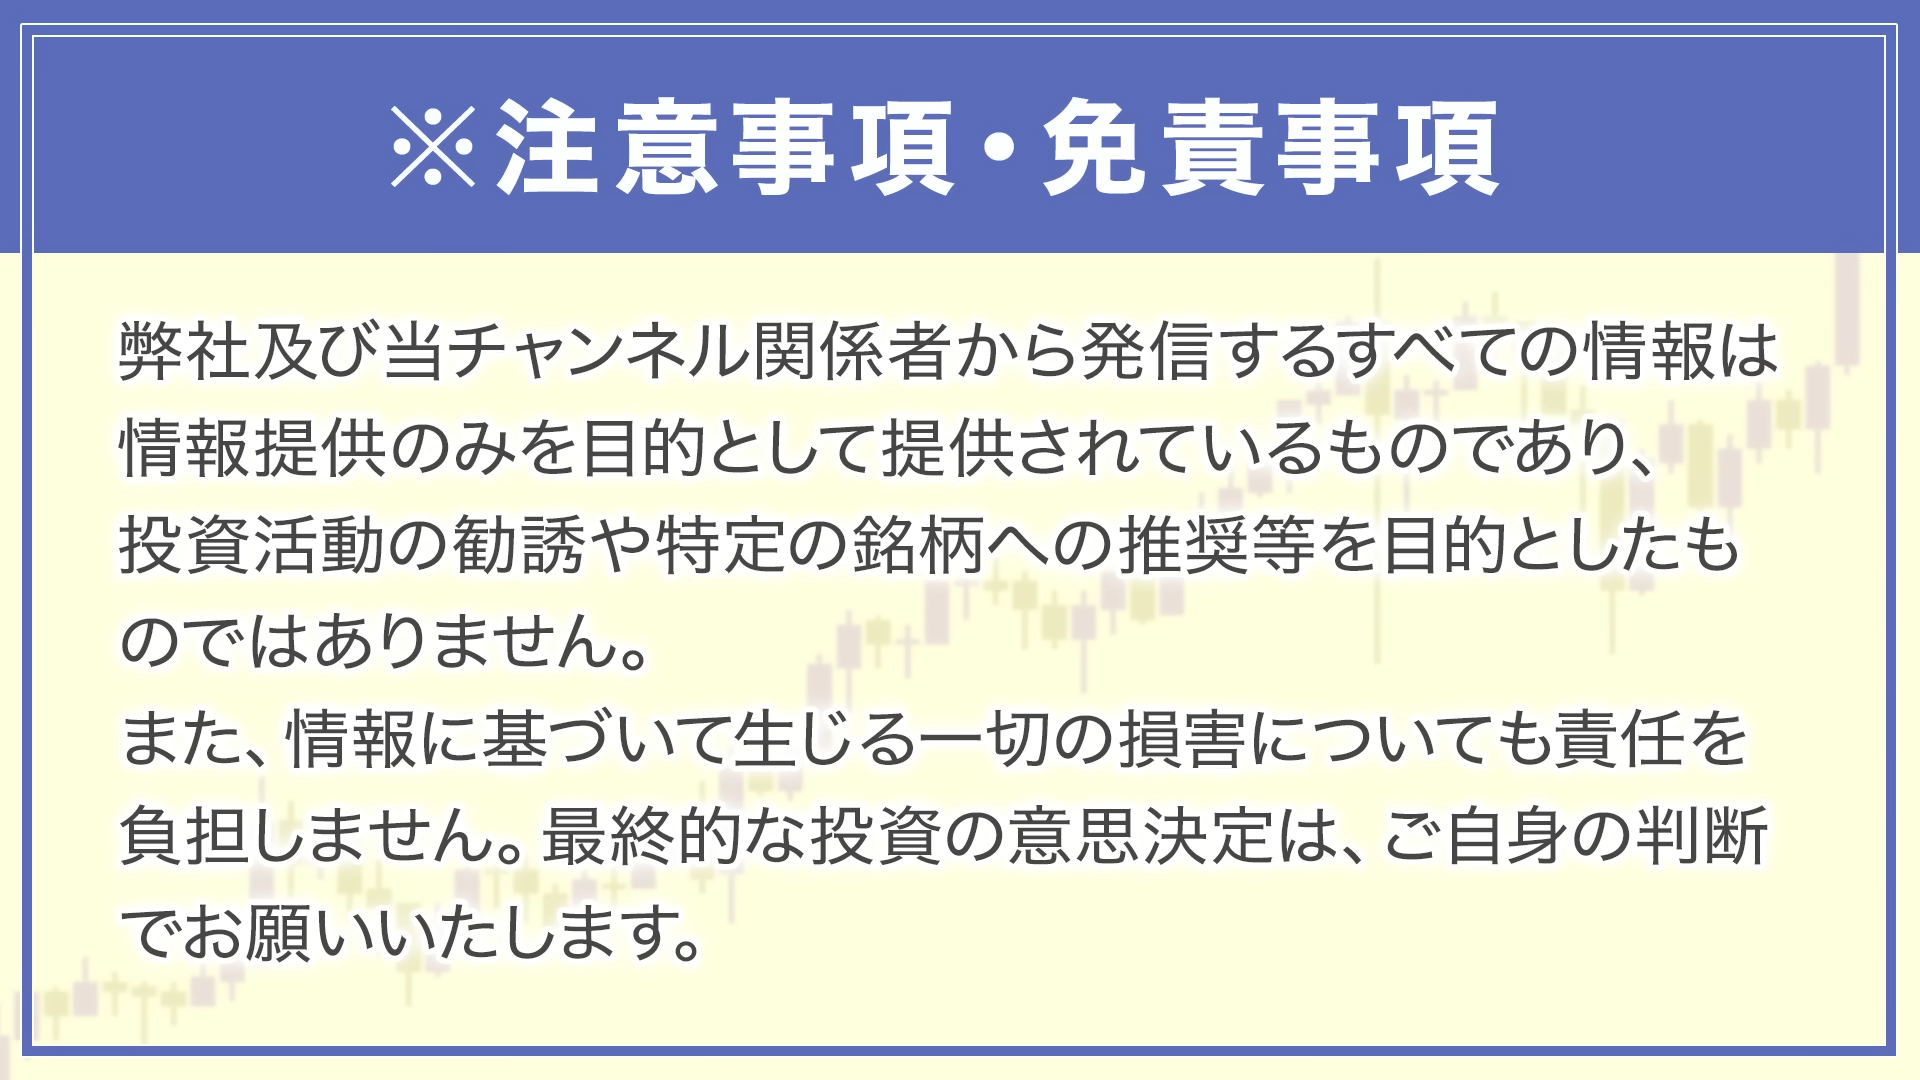 ※注意事項・免責事項
弊社及び当チャンネル関係者から発信するすべての情報は
情報提供のみを目的として提供されているものであり、
投資活動の勧誘や特定の銘柄への推奨等を目的としたも
のではありません。
また、情報に基づいて生じる一切の損害についても責任を
負担しません。最終的な投資の意思決定は、ご自身の判断
でお願いいたします。